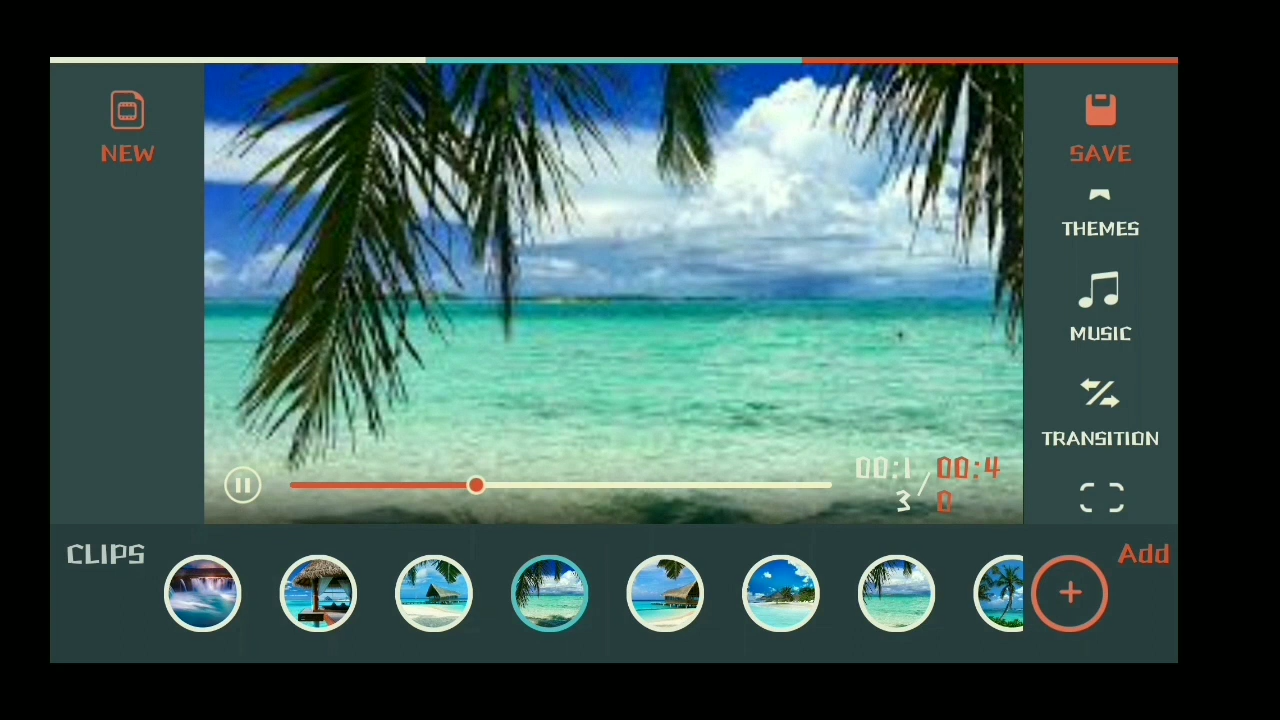 NEW
SAVE
THEMES
MUSIC
TRANSITION
00:1
3
/
00:4
0
CLIPS
Add